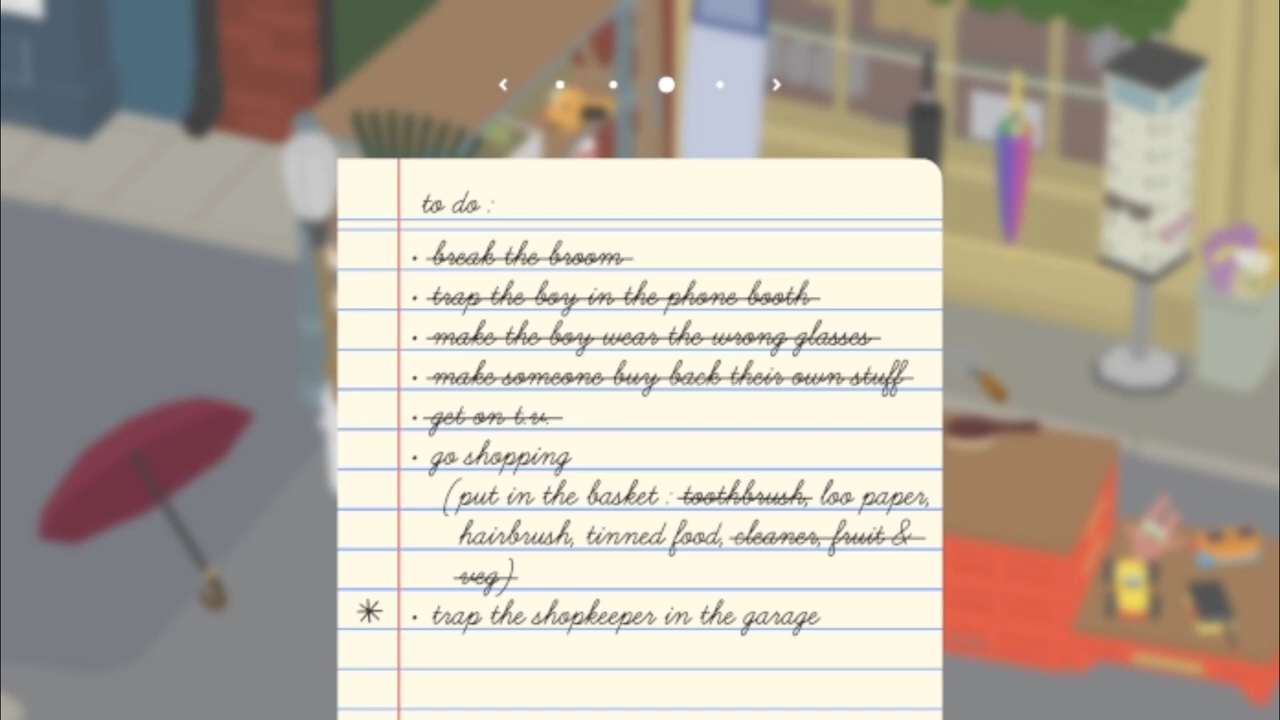 to do :
• break the broom
• trap the boy in the phone booth
• make the boy wear the wrong glasses
• make someone buy back their own stuff
• get on t.v.
• go shopping
(put in the basket : toothbrush, loo paper,
hairbrush, tinned food, cleaner, fruit &
veg)
• trap the shopkeeper in the garage